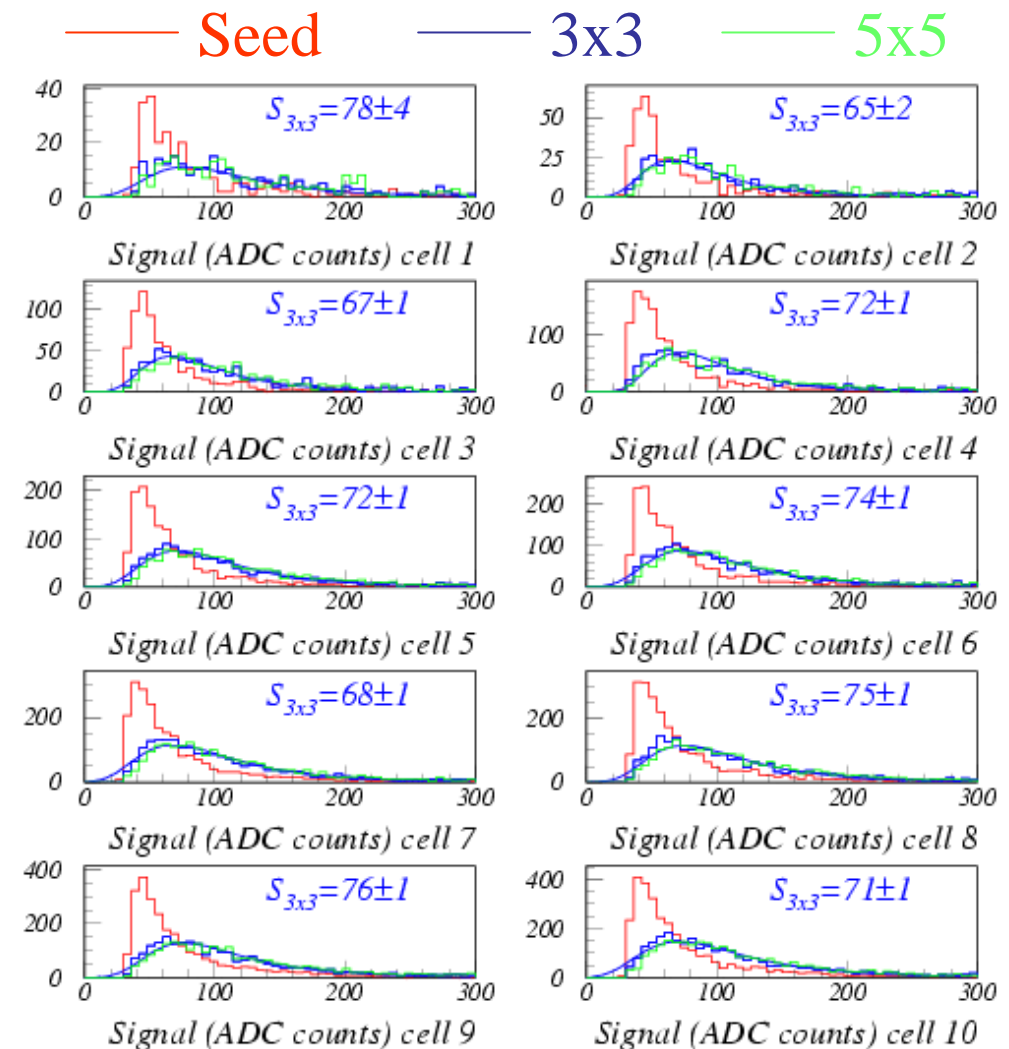 Seed 3x3 5x5
S3x3=78±4 S3x3=65±2
40 20 0 50 25 0
0 100 200 300 0 100 200 300
Signal (ADC counts) cell 1 Signal (ADC counts) cell 2
S3x3=67±1 S3x3=72±1
100 50 0 100 0
0 100 200 300 0 100 200 300
Signal (ADC counts) cell 3 Signal (ADC counts) cell 4
S3x3=72±1 S3x3=74±1
200 100 0 200 100 0
0 100 200 300 0 100 200 300
Signal (ADC counts) cell 5 Signal (ADC counts) cell 6
S3x3=68±1 S3x3=75±1
200 0 200 0
0 100 200 300 0 100 200 300
Signal (ADC counts) cell 7 Signal (ADC counts) cell 8
S3x3=76±1 S3x3=71±1
400 200 0 400 200 0
0 100 200 300 0 100 200 300
Signal (ADC counts) cell 9 Signal (ADC counts) cell 10